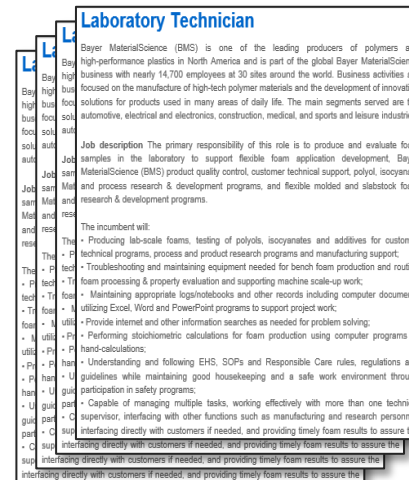 Laboratory Technician
Bayer MaterialScience (BMS) is one of the leading producers of polymers
high-performance plastics in North America and is part of the global Bayer MaterialScien
business with nearly 14,700 employees at 30 sites around the world. Business activities
focused on the manufacture of high-tech polymer materials and the development of innovati
solutions for products used in many areas of daily life. The main segments served are
automotive, electrical and electronics, construction, medical, and sports and leisure industrie
Job description The primary responsibility of this role is to produce and evaluate
samples in the laboratory to support flexible foam application development, Bay
MaterialScience (BMS) product quality control, customer technical support, polyol, isocyan
and process research & development programs, and flexible molded and slabstock
research & development programs.
The incumbent will:
• Producing lab-scale foams, testing of polyols, isocyanates and additives for custom
technical programs, process and product research programs and manufacturing support;
• Troubleshooting and maintaining equipment needed for bench foam production and routi
foam processing & property evaluation and supporting machine scale-up work;
• Maintaining appropriate logs/notebooks and other records including computer documen
utilizing Excel, Word and PowerPoint programs to support project work;
• Provide internet and other information searches as needed for problem solving;
• Performing stoichiometric calculations for foam production using computer programs
hand-calculations;
• Understanding and following EHS, SOPs and Responsible Care rules, regulations
guidelines while maintaining good housekeeping and a safe work environment throu
participation in safety programs;
• Capable of managing multiple tasks, working effectively with more than one technic
supervisor, interfacing with other functions such as manufacturing and research personn
interfacing directly with customers if needed, and providing timely foam results to assure
interfacing directly with customers if needed, and providing timely foam results to assure the
interfacing directly with customers if needed, and providing timely foam results to assure the
interfacing directly with customers if needed, and providing timely foam results to assure the